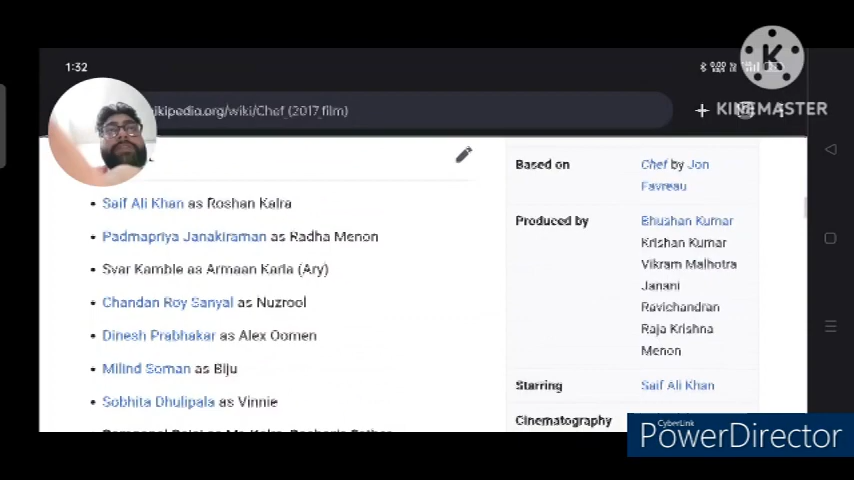 1:32
KINEMASTER
ikipedia.org/wiki/Chef (2017 film)
Saif Ali Khan as Roshan Kalra
Padmapriya Janakiraman as Radha Menon
Svar Kamble as Armaan Karla (Ary)
Chandan Roy Sanyal as Nuzrool
Dinesh Prabhakar as Alex Oomen
Milind Soman as Biju
Sobhita Dhulipala as Vinnie
Based on
Chef by Jon
Favreau
Produced by
Bhushan Kumar
Krishan Kumar
Vikram Malhotra
Janani
Ravichandran
Raja Krishna
Menon
Starring
Saif Ali Khan
Cinematography
CyberLink
PowerDirector